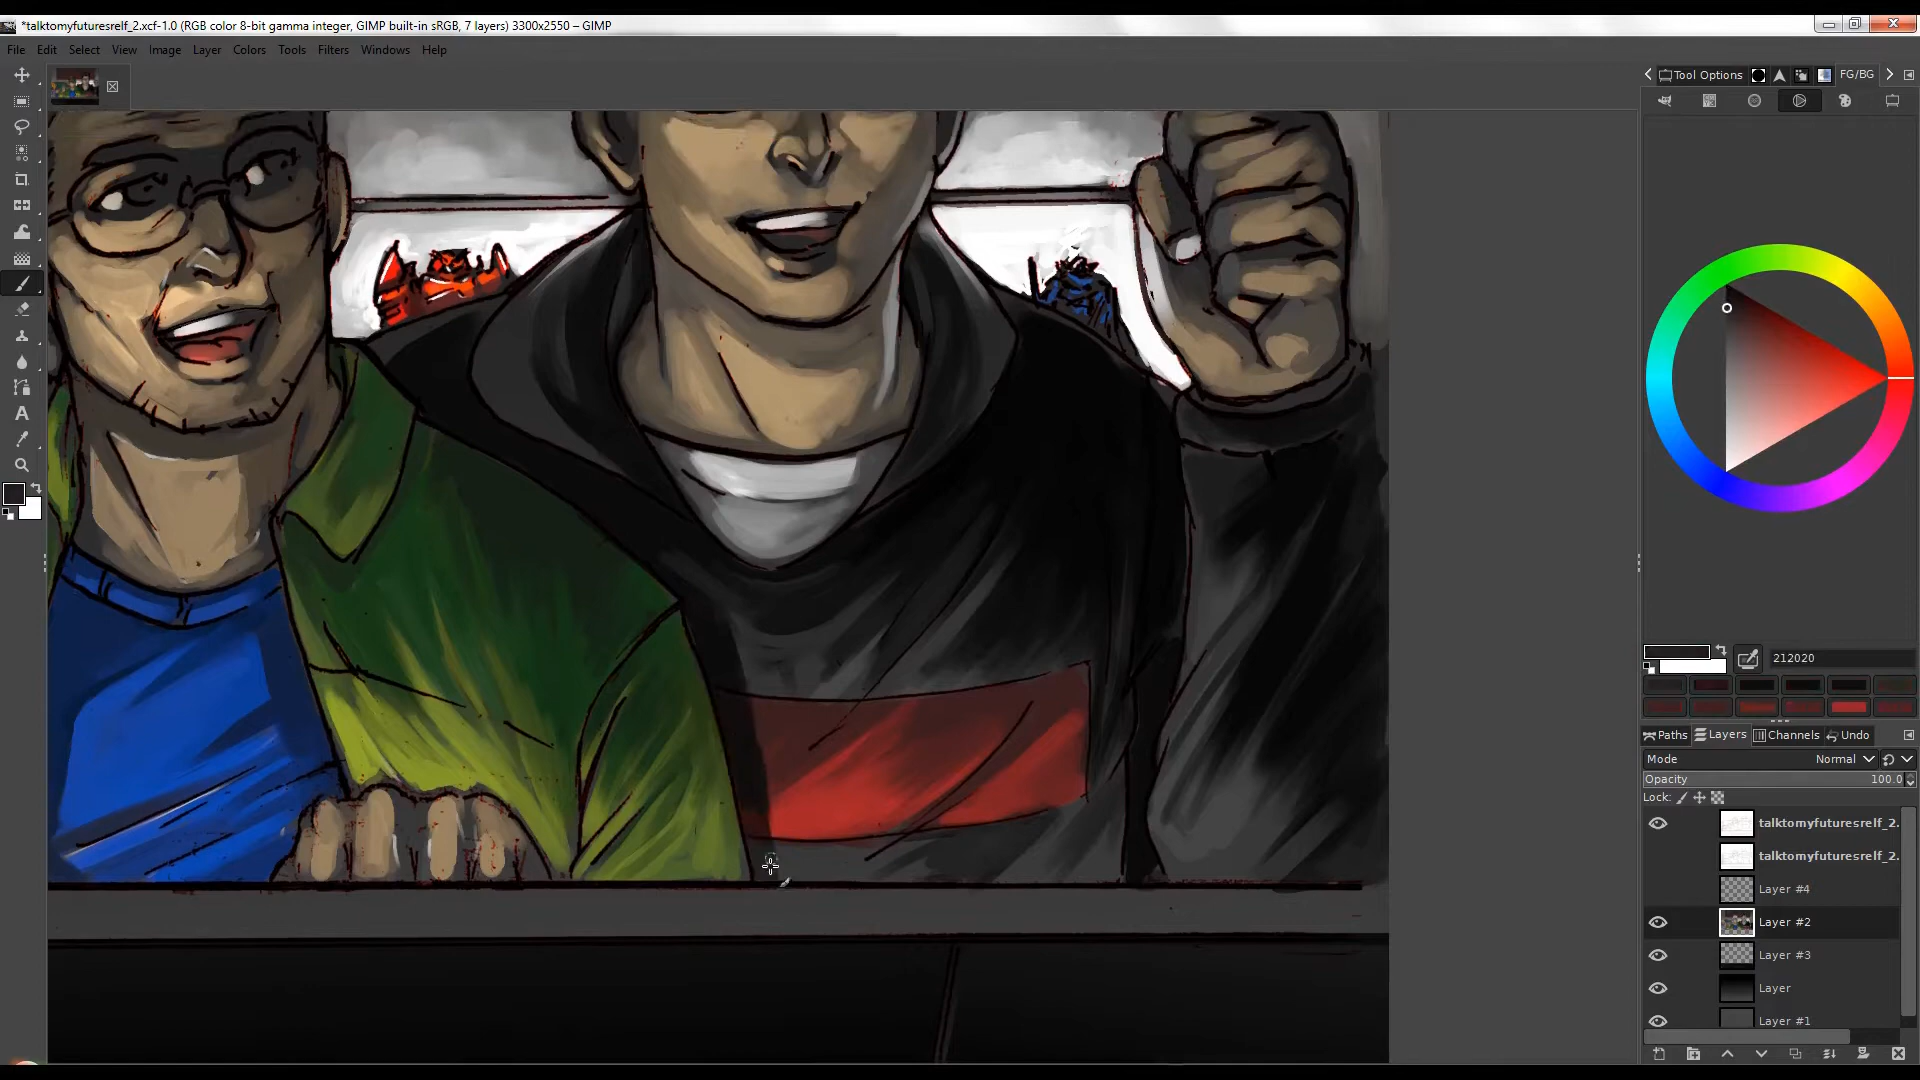 *talktomyfuturesrelf_2.xcf-1.0 (RGB color 8-bit gamma integer, GIMP built-in sRGB, 7 layers) 3300x2550 – GIMP
File Edit Select View Image Layer Colors Tools Filters Windows Help
Tool Options FG/BG
212020
Paths Layers Channels Undo
Mode Normal
Opacity 100.0
Lock:
talktomyfuturesrelf_2.
talktomyfuturesrelf_2.
Layer #4
Layer #2
Layer #3
Layer
Layer #1